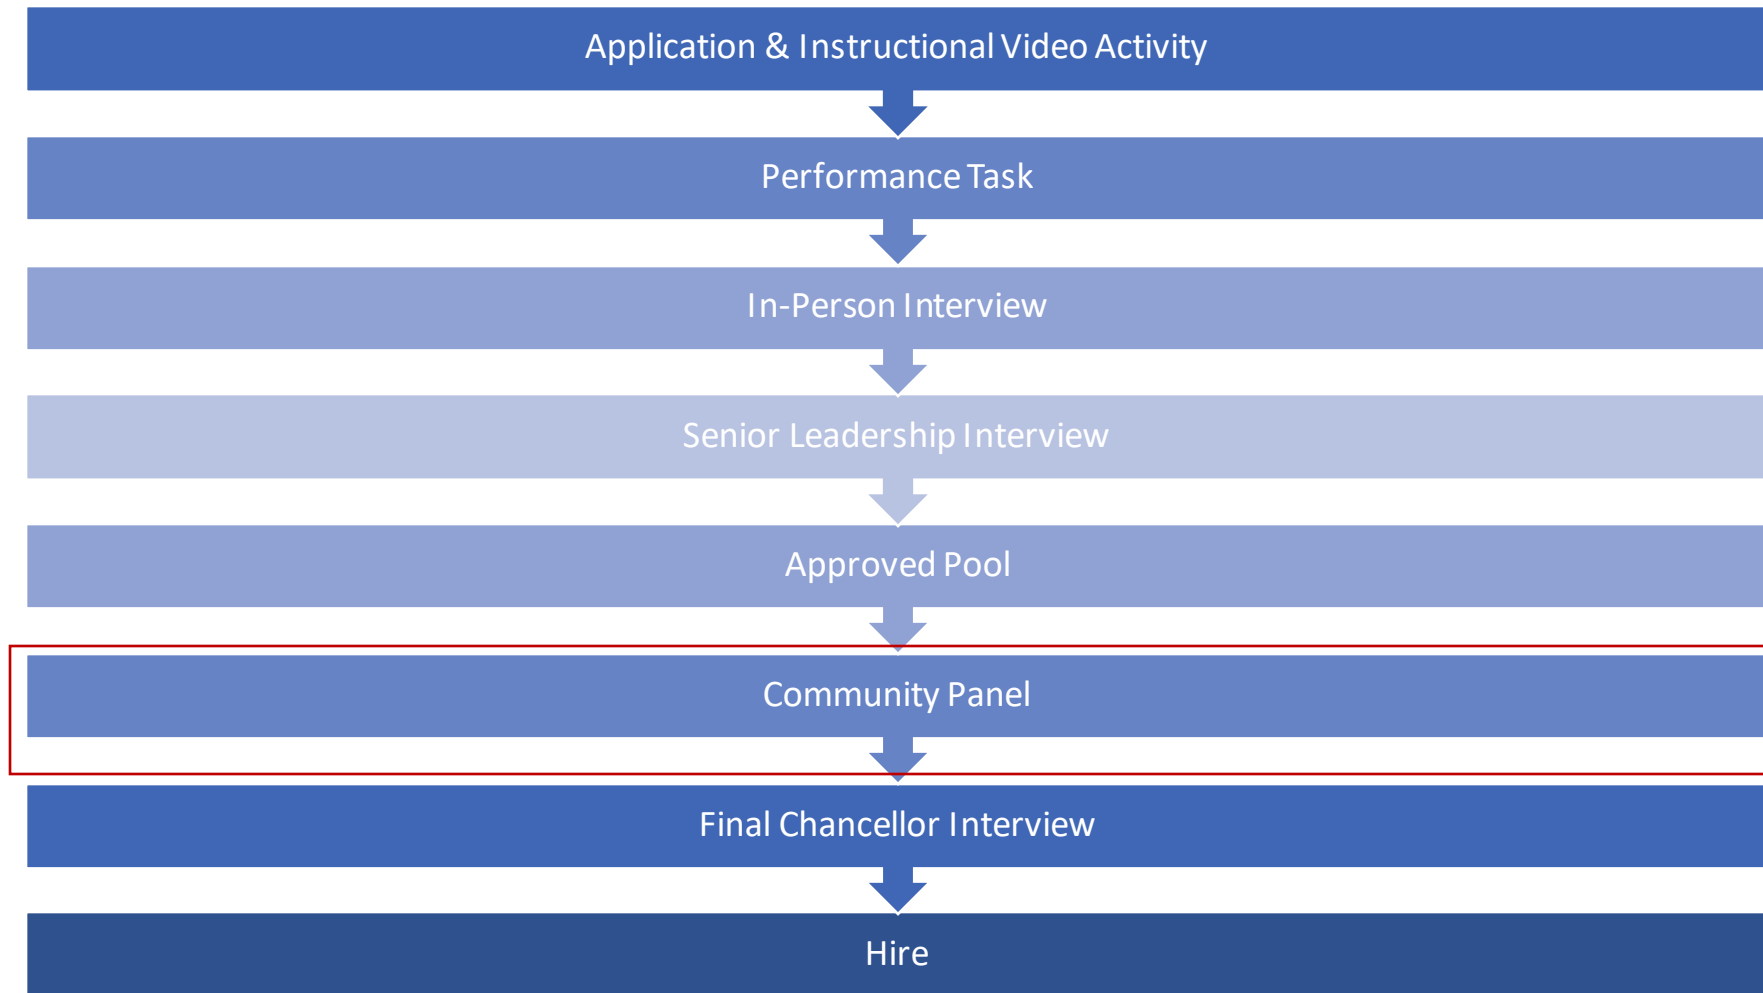 Application & Instructional Video Activity
Performance Task
In-Person Interview
Senior Leadership Interview
Approved Pool
Community Panel
Final Chancellor Interview
Hire